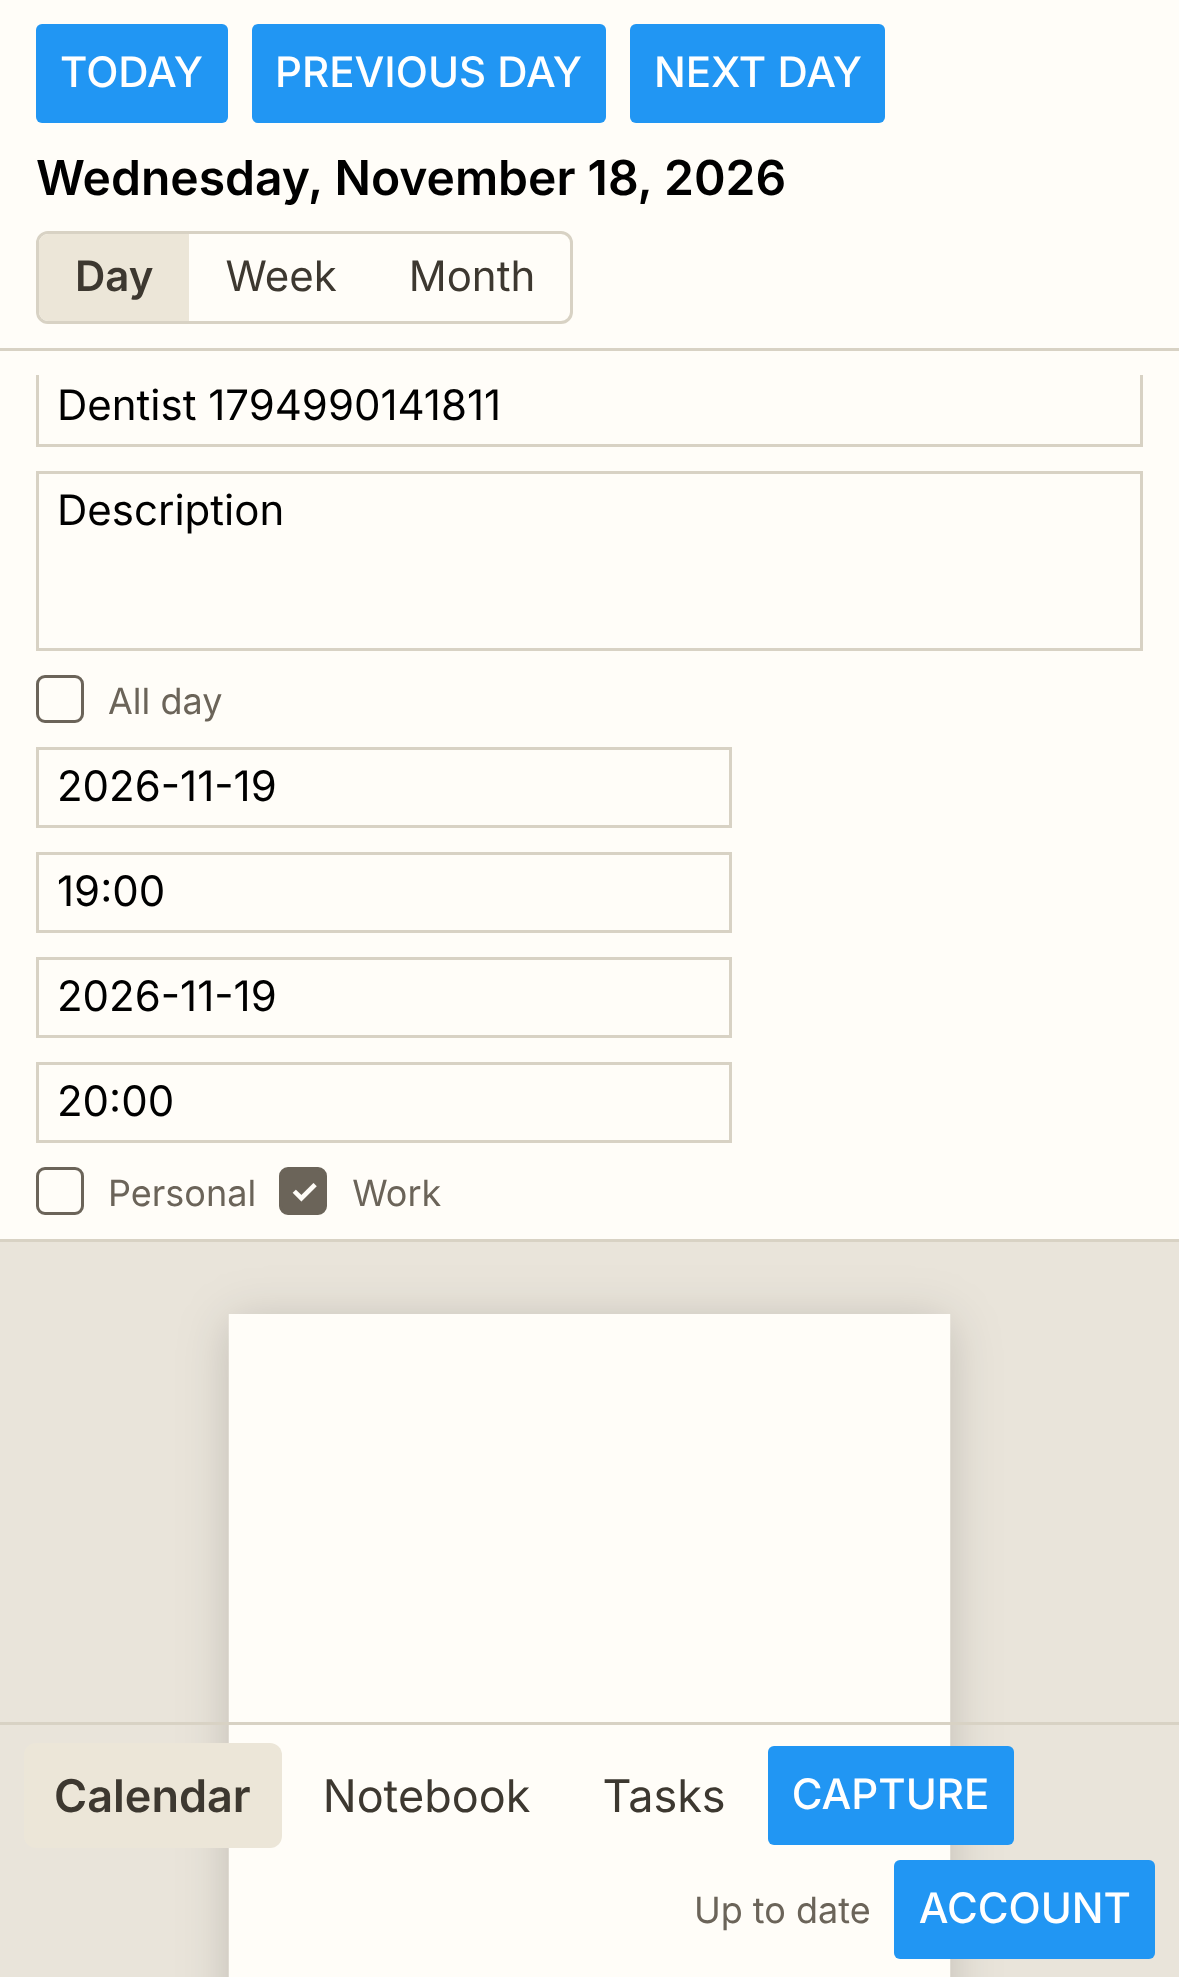 TODAY PREVIOUS DAY NEXT DAY
Wednesday, November 18, 2026
Day Week Month
Dentist 1794990141811
Description
All day
2026-11-19
19:00
2026-11-19
20:00
Personal Work
Calendar Notebook Tasks CAPTURE
Up to date ACCOUNT